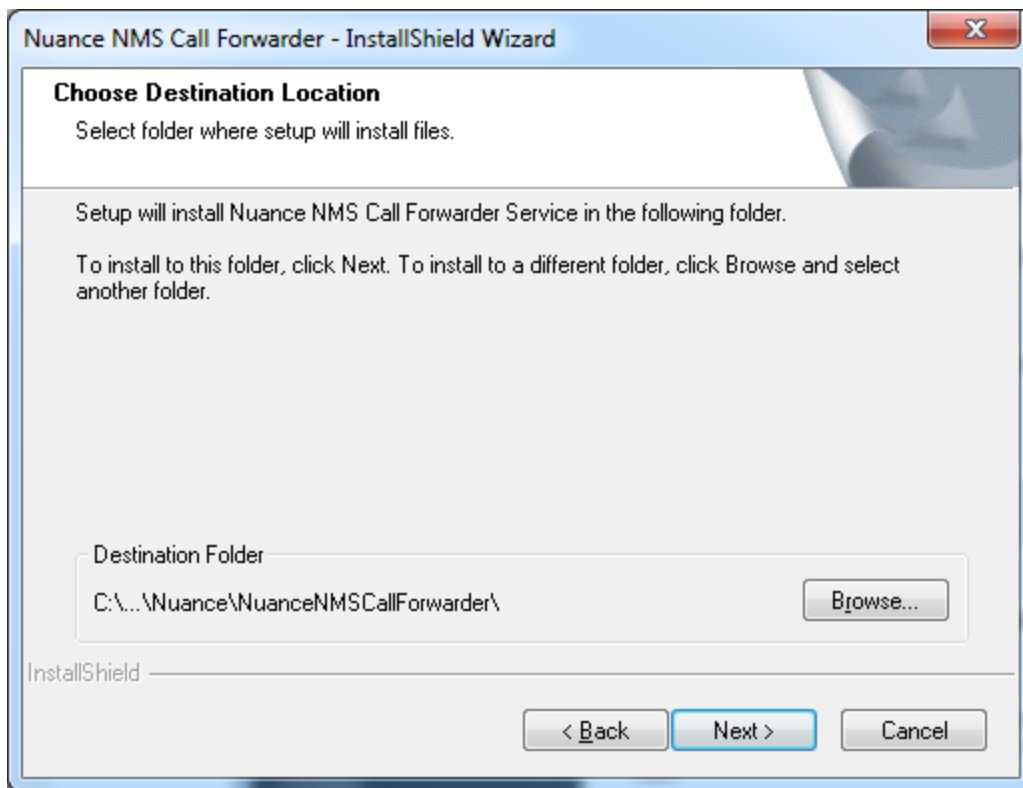 Nuance NMS Call Forwarder - InstallShield Wizard
Choose Destination Location
Select folder where setup will install files.
Setup will install Nuance NMS Call Forwarder Service in the following folder.
To install to this folder, click Next. To install to a different folder, click Browse and select
another folder.
Destination Folder
C:\...\Nuance\NuanceNMSCallForwarder\
Browse...
InstallShield
< Back
Next >
Cancel